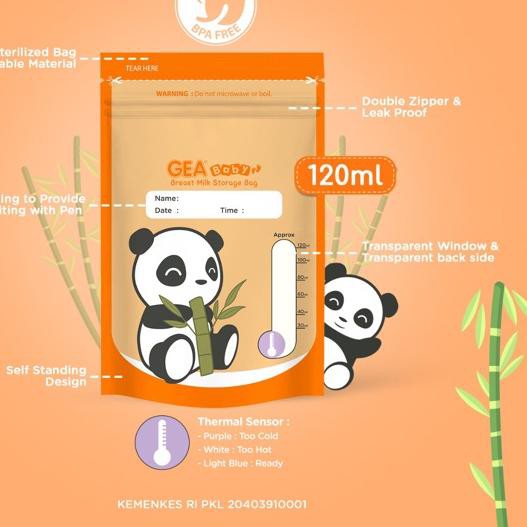 BPA FREE
Sterilized Bag
able Material
TEAR HERE
WARNING : Do not microwave or boil.
Double Zipper &
Leak Proof
GEA Baby
Breast Milk Storage Bag
120ml
ing to Provide
iting with Pen
Name:
Date : Time :
Approx
120
100
80
60
40
30
Transparent Window &
Transparent back side
Self Standing
Design
Thermal Sensor :
- Purple : Too Cold
- White : Too Hot
- Light Blue : Ready
KEMENKES RI PKL 20403910001